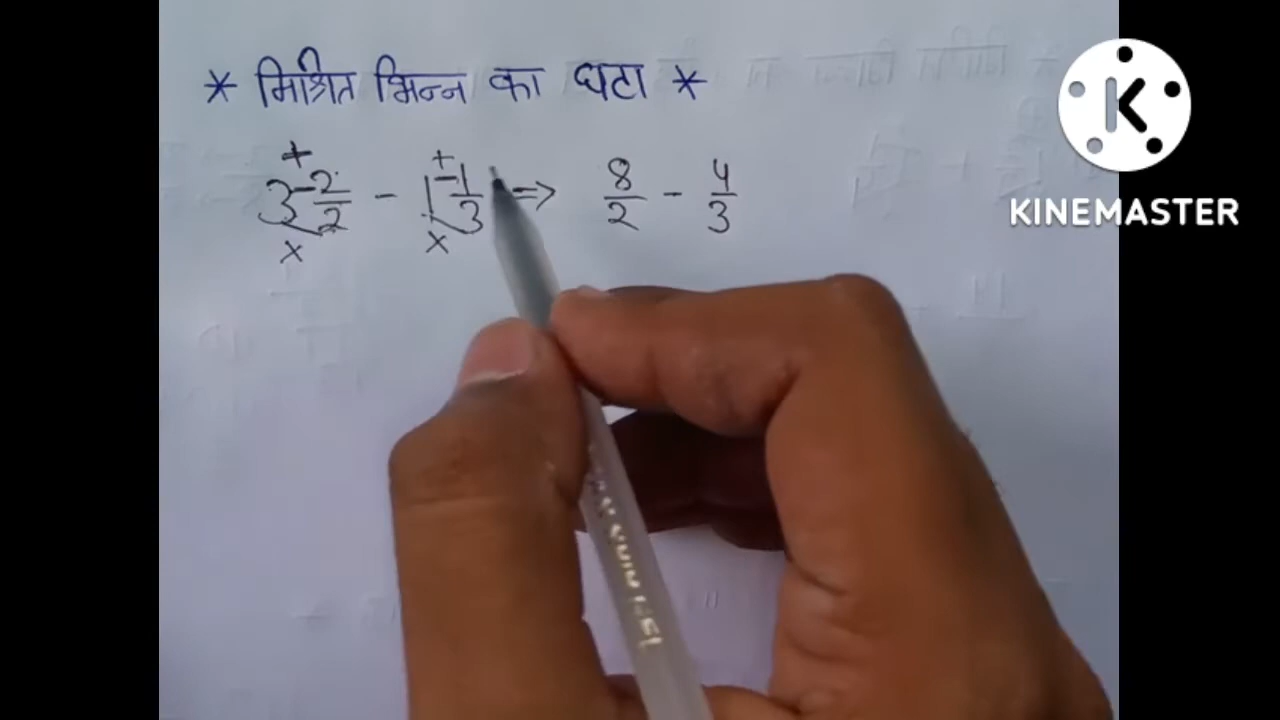 * मिश्रित भिन्न का घटा *
3 2/2 - 1 1/3 ⇒ 8/2 - 4/3
KINEMASTER